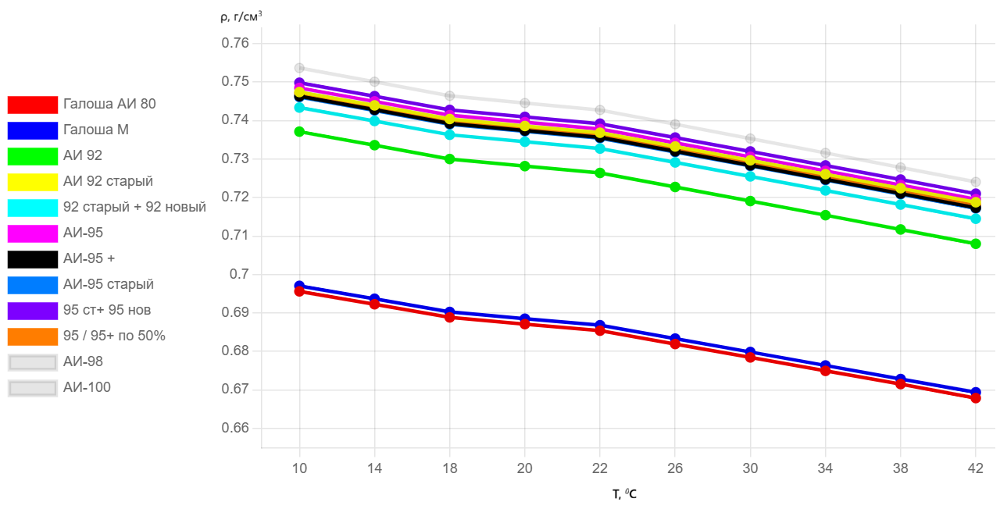 ρ, г/см³
0.76
0.75
0.74
0.73
0.72
0.71
0.7
0.69
0.68
0.67
0.66
Галоша АИ 80
Галоша М
АИ 92
АИ 92 старый
92 старый + 92 новый
АИ-95
АИ-95 +
АИ-95 старый
95 ст+ 95 нов
95 / 95+ по 50%
АИ-98
АИ-100
10 14 18 20 22 26 30 34 38 42
T, ⁰C